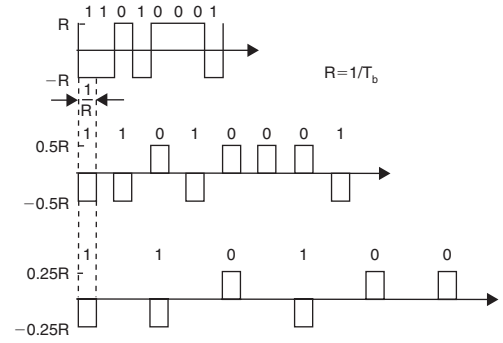 1 1 0 1 0 0 0 1
R
−R
R=1/T_b
1
R
1 1 0 1 0 0 0 1
0.5R
−0.5R
1 1 0 1 0 0
0.25R
−0.25R